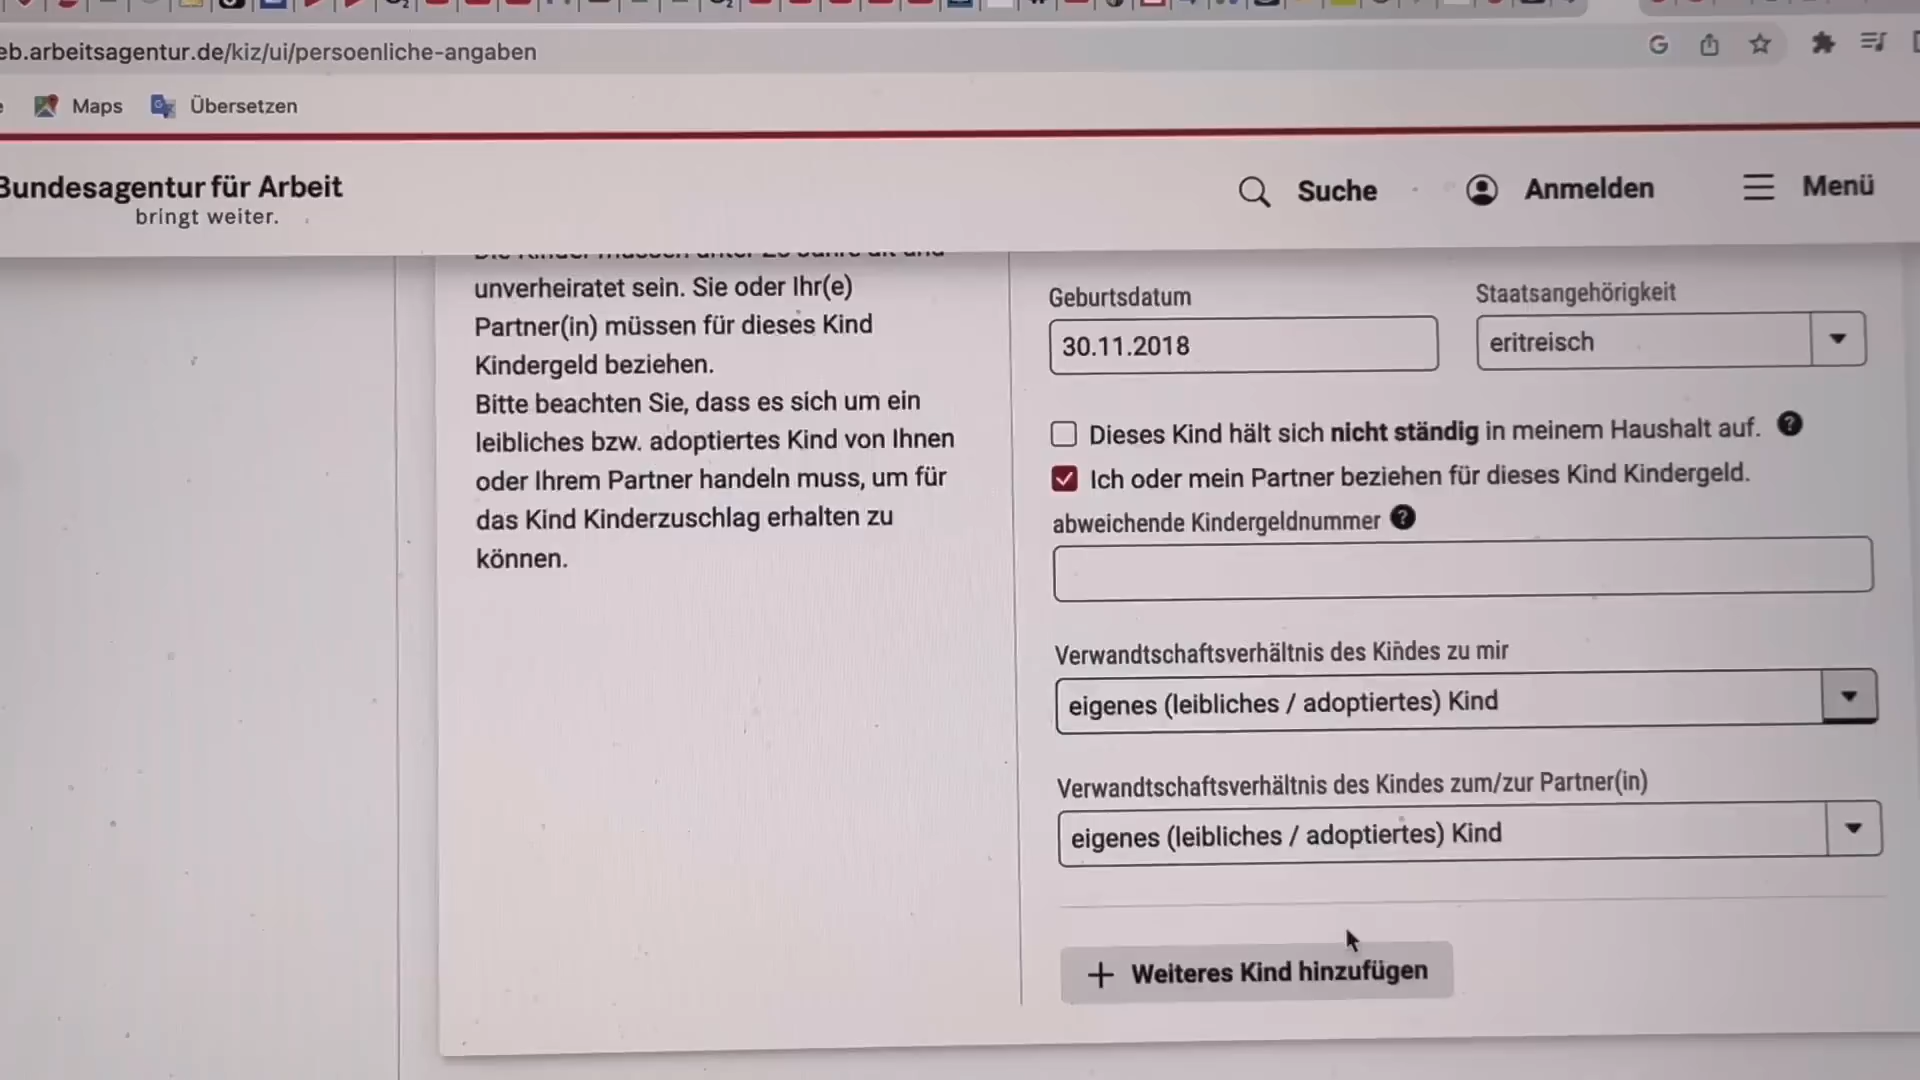 eb.arbeitsagentur.de/kiz/ui/persoenliche-angaben
Maps Übersetzen
Bundesagentur für Arbeit
bringt weiter.
Suche Anmelden Menü
unverheiratet sein. Sie oder Ihr(e)
Partner(in) müssen für dieses Kind
Kindergeld beziehen.
Bitte beachten Sie, dass es sich um ein
leibliches bzw. adoptiertes Kind von Ihnen
oder Ihrem Partner handeln muss, um für
das Kind Kinderzuschlag erhalten zu
können.
Geburtsdatum
30.11.2018
Staatsangehörigkeit
eritreisch
Dieses Kind hält sich nicht ständig in meinem Haushalt auf.
Ich oder mein Partner beziehen für dieses Kind Kindergeld.
abweichende Kindergeldnummer
Verwandtschaftsverhältnis des Kindes zu mir
eigenes (leibliches / adoptiertes) Kind
Verwandtschaftsverhältnis des Kindes zum/zur Partner(in)
eigenes (leibliches / adoptiertes) Kind
+ Weiteres Kind hinzufügen